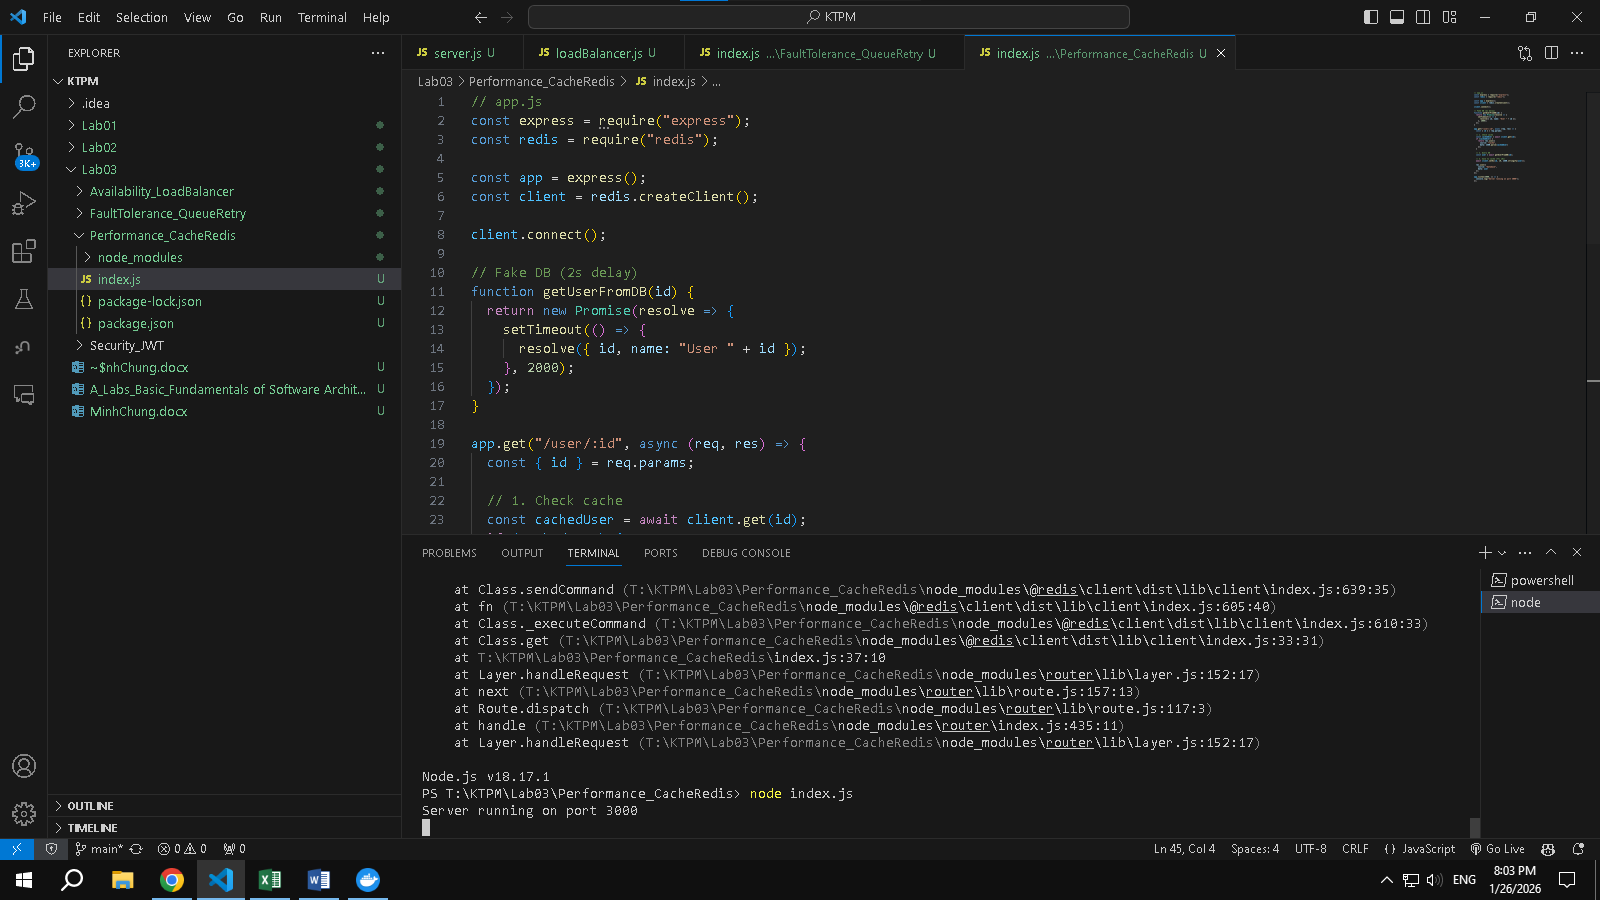 File Edit Selection View Go Run Terminal Help
KTPM
EXPLORER
KTPM
.idea
Lab01
Lab02
Lab03
Availability_LoadBalancer
FaultTolerance_QueueRetry
Performance_CacheRedis
node_modules
JS index.js U
{} package-lock.json U
{} package.json U
Security_JWT
~$nhChung.docx U
A_Labs_Basic_Fundamentals of Software Archit... U
MinhChung.docx U
OUTLINE
TIMELINE
3K+
JS server.js U
JS loadBalancer.js U
JS index.js ...\FaultTolerance_QueueRetry U
JS index.js ...\Performance_CacheRedis U
Lab03 > Performance_CacheRedis > JS index.js > ...
1 // app.js
2 const express = require("express");
3 const redis = require("redis");
4
5 const app = express();
6 const client = redis.createClient();
7
8 client.connect();
9
10 // Fake DB (2s delay)
11 function getUserFromDB(id) {
12 return new Promise(resolve => {
13 setTimeout(() => {
14 resolve({ id, name: "User " + id });
15 }, 2000);
16 });
17 }
18
19 app.get("/user/:id", async (req, res) => {
20 const { id } = req.params;
21
22 // 1. Check cache
23 const cachedUser = await client.get(id);
PROBLEMS OUTPUT TERMINAL PORTS DEBUG CONSOLE
at Class.sendCommand (T:\KTPM\Lab03\Performance_CacheRedis\node_modules\@redis\client\dist\lib\client\index.js:639:35)
at fn (T:\KTPM\Lab03\Performance_CacheRedis\node_modules\@redis\client\dist\lib\client\index.js:605:40)
at Class._executeCommand (T:\KTPM\Lab03\Performance_CacheRedis\node_modules\@redis\client\dist\lib\client\index.js:610:33)
at Class.get (T:\KTPM\Lab03\Performance_CacheRedis\node_modules\@redis\client\dist\lib\client\index.js:33:31)
at T:\KTPM\Lab03\Performance_CacheRedis\index.js:37:10
at Layer.handleRequest (T:\KTPM\Lab03\Performance_CacheRedis\node_modules\router\lib\layer.js:152:17)
at next (T:\KTPM\Lab03\Performance_CacheRedis\node_modules\router\lib\route.js:157:13)
at Route.dispatch (T:\KTPM\Lab03\Performance_CacheRedis\node_modules\router\lib\route.js:117:3)
at handle (T:\KTPM\Lab03\Performance_CacheRedis\node_modules\router\index.js:435:11)
at Layer.handleRequest (T:\KTPM\Lab03\Performance_CacheRedis\node_modules\router\lib\layer.js:152:17)
Node.js v18.17.1
PS T:\KTPM\Lab03\Performance_CacheRedis> node index.js
Server running on port 3000
powershell
node
main* 0 0 0
Ln 45, Col 4 Spaces: 4 UTF-8 CRLF {} JavaScript Go Live
ENG
8:03 PM
1/26/2026